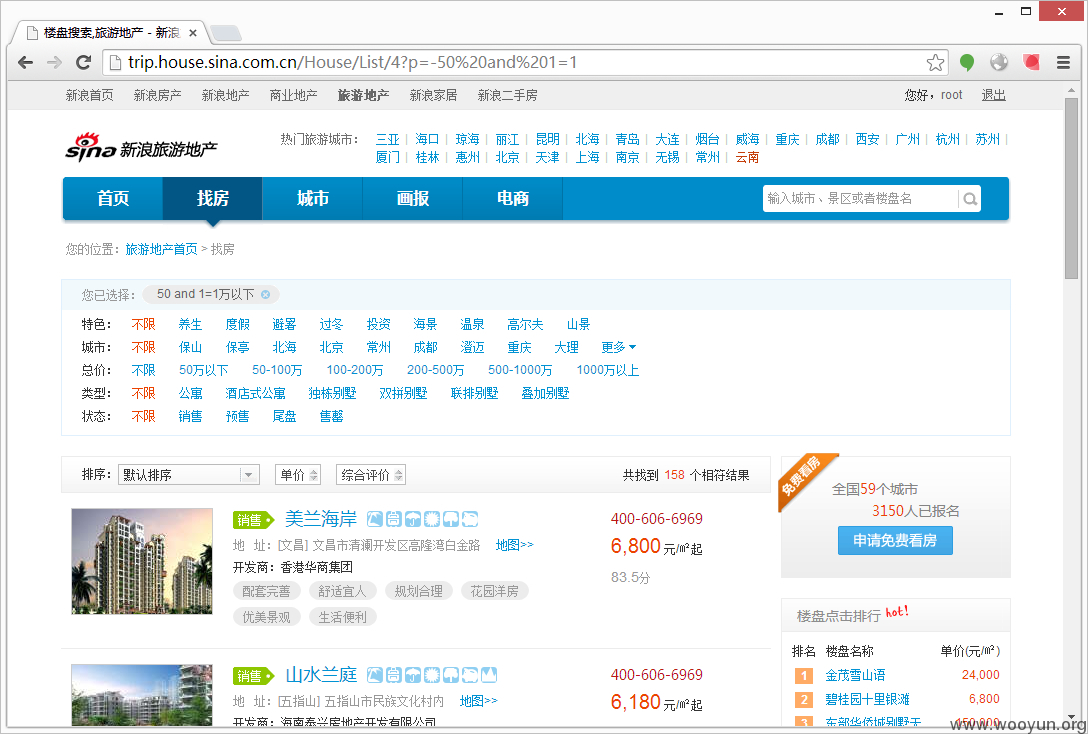 楼盘搜索,旅游地产 - 新浪
trip.house.sina.com.cn/House/List/4?p=-50%20and%201=1
新浪首页 新浪房产 新浪地产 商业地产 旅游地产 新浪家居 新浪二手房 您好，root 退出
sina 新浪旅游地产
热门旅游城市： 三亚 | 海口 | 琼海 | 丽江 | 昆明 | 北海 | 青岛 | 大连 | 烟台 | 威海 | 重庆 | 成都 | 西安 | 广州 | 杭州 | 苏州 |
厦门 | 桂林 | 惠州 | 北京 | 天津 | 上海 | 南京 | 无锡 | 常州 | 云南
首页 找房 城市 画报 电商 输入城市、景区或者楼盘名
您的位置：旅游地产首页 > 找房
您已选择： 50 and 1=1万以下
特色： 不限 养生 度假 避暑 过冬 投资 海景 温泉 高尔夫 山景
城市： 不限 保山 保亭 北海 北京 常州 成都 澄迈 重庆 大理 更多
总价： 不限 50万以下 50-100万 100-200万 200-500万 500-1000万 1000万以上
类型： 不限 公寓 酒店式公寓 独栋别墅 双拼别墅 联排别墅 叠加别墅
状态： 不限 销售 预售 尾盘 售罄
排序： 默认排序 单价 综合评价 共找到 158 个相符结果
销售 美兰海岸 400-606-6969
地 址：[文昌] 文昌市清澜开发区高隆湾白金路 地图>> 6,800 元/㎡起
开发商：香港华商集团 83.5分
配套完善 舒适宜人 规划合理 花园洋房
优美景观 生活便利
销售 山水兰庭 400-606-6969
地 址：[五指山] 五指山市民族文化村内 地图>> 6,180 元/㎡起
开发商：海南泰兴房地产开发有限公司
免费看房
全国59个城市
3150人已报名
申请免费看房
楼盘点击排行 hot!
排名 楼盘名称 单价(元/㎡)
1 金茂雪山语 24,000
2 碧桂园十里银滩 6,800
3 东部华侨城别墅天 150,000
www.wooyun.org